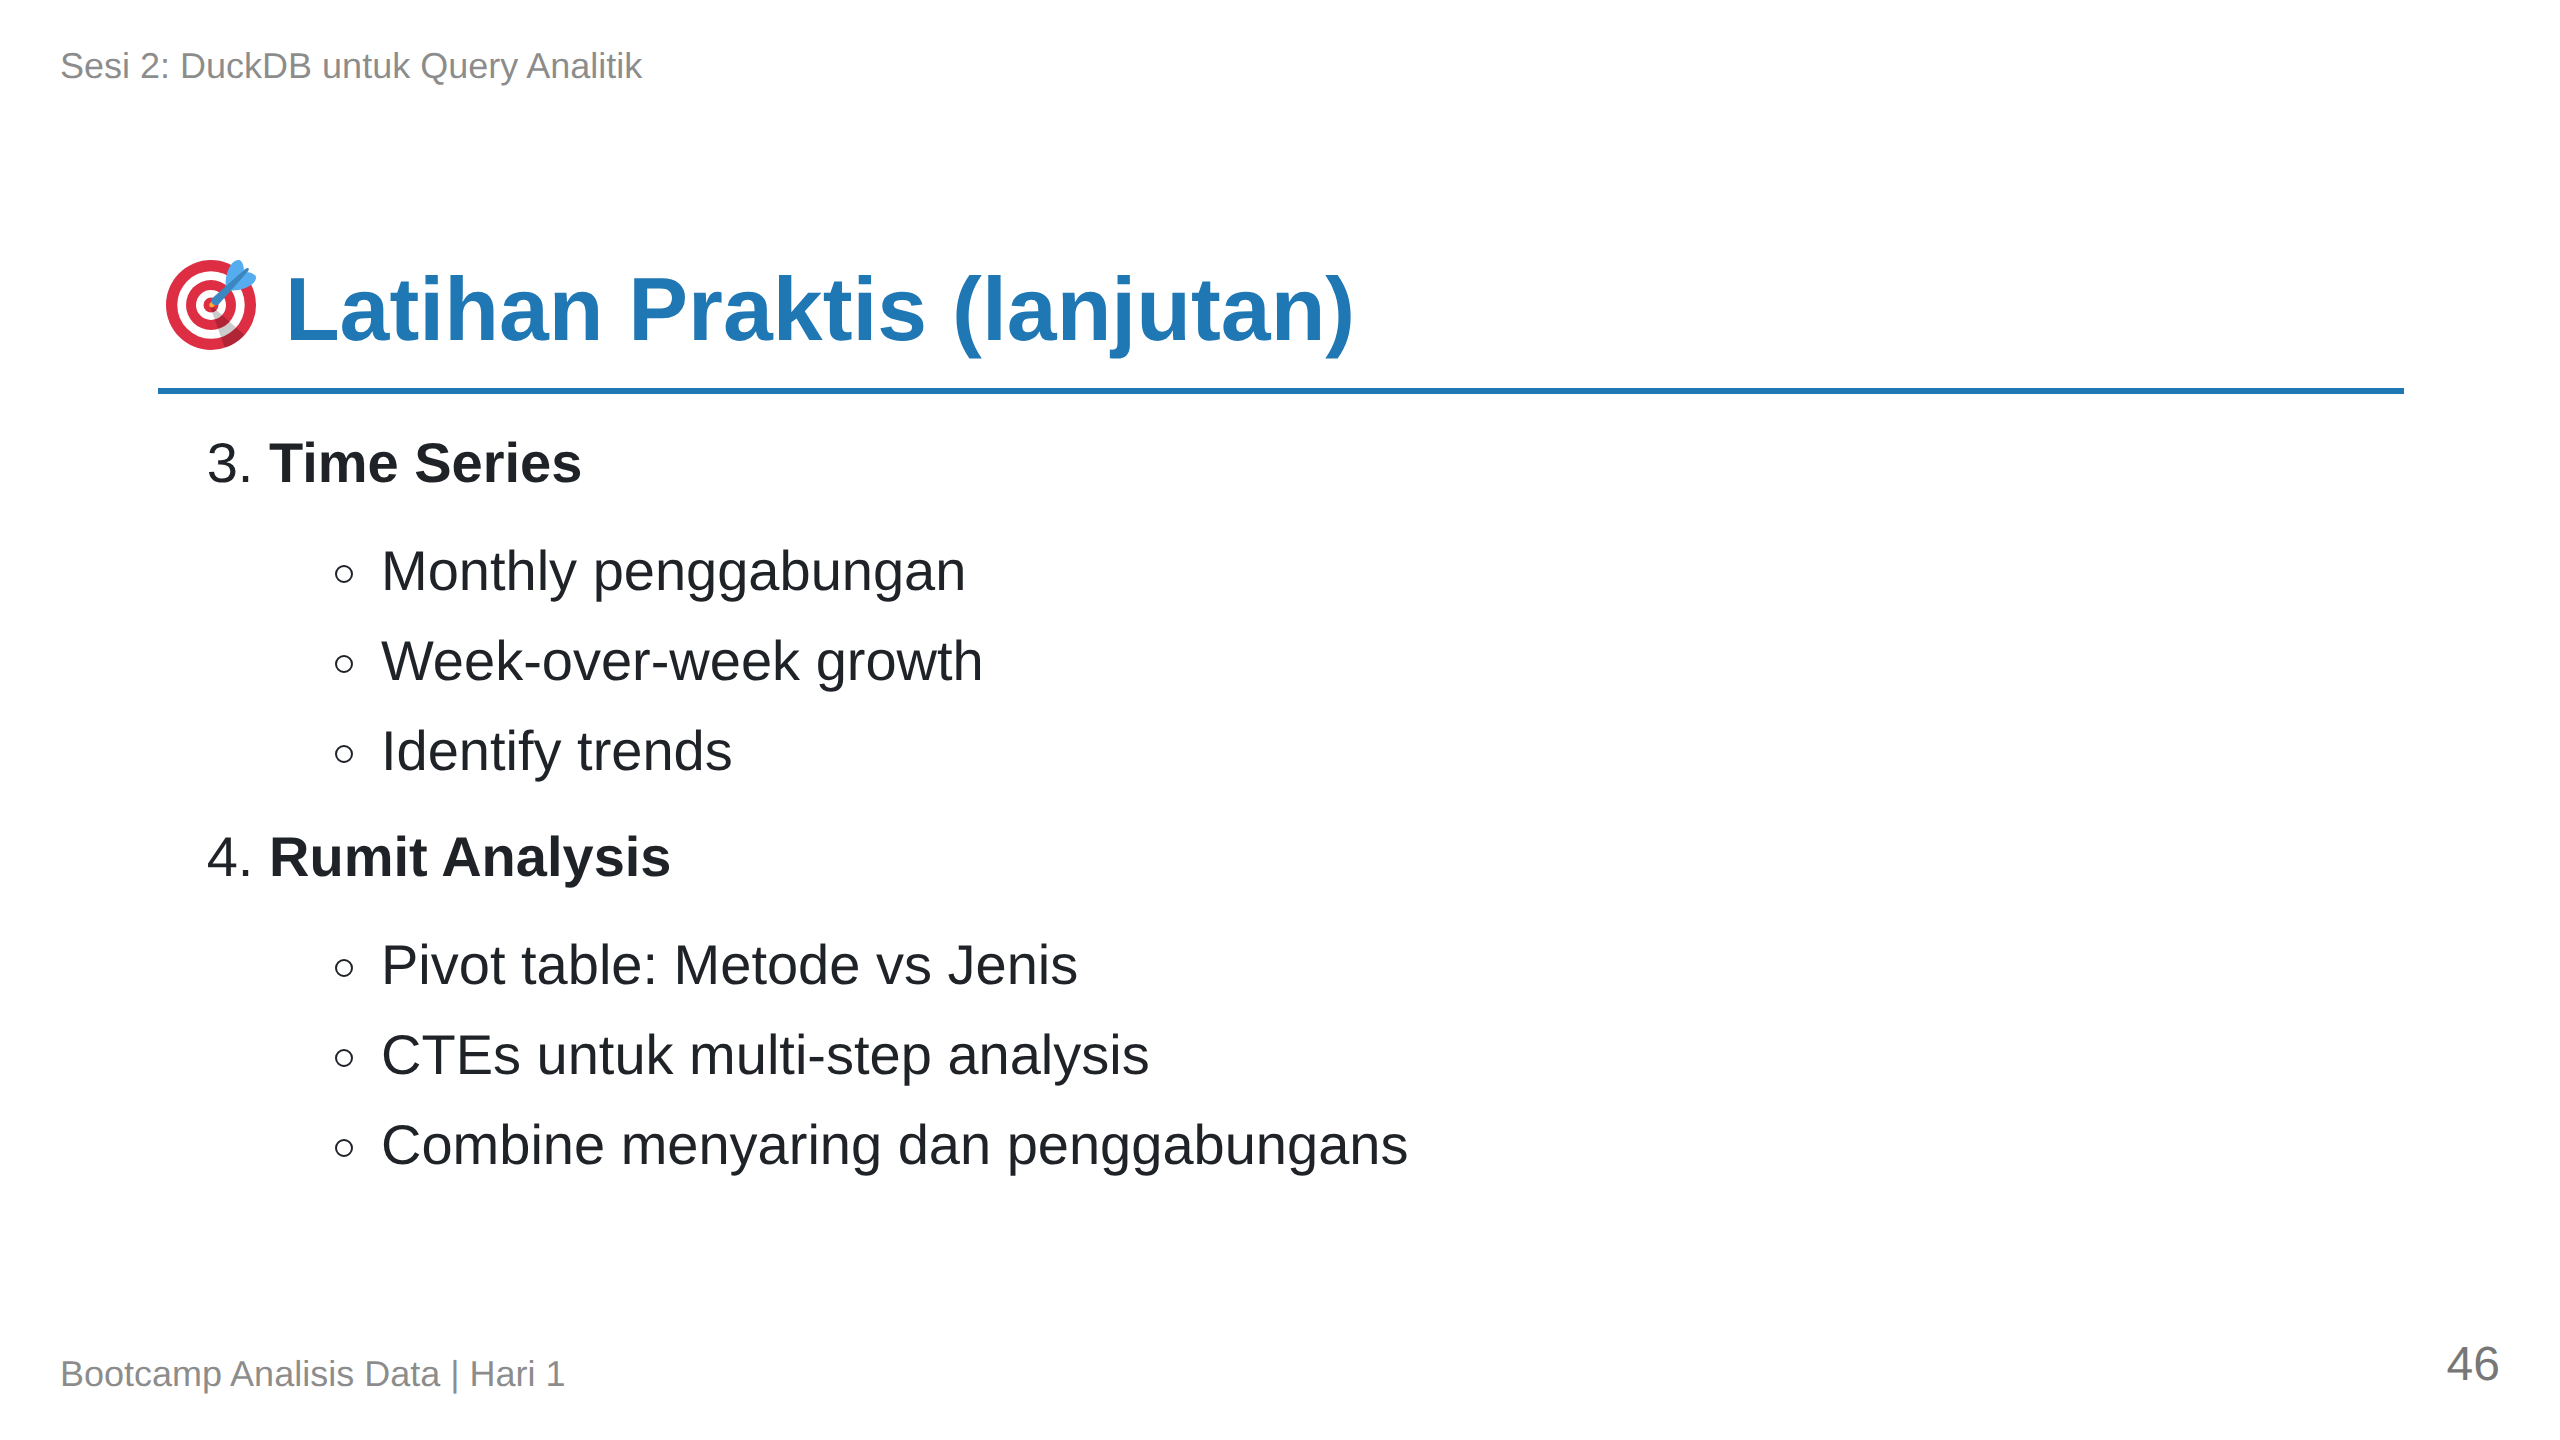 Sesi 2: DuckDB untuk Query Analitik
🎯 Latihan Praktis (lanjutan)
3. Time Series
○ Monthly penggabungan
○ Week-over-week growth
○ Identify trends
4. Rumit Analysis
○ Pivot table: Metode vs Jenis
○ CTEs untuk multi-step analysis
○ Combine menyaring dan penggabungans
Bootcamp Analisis Data | Hari 1
46